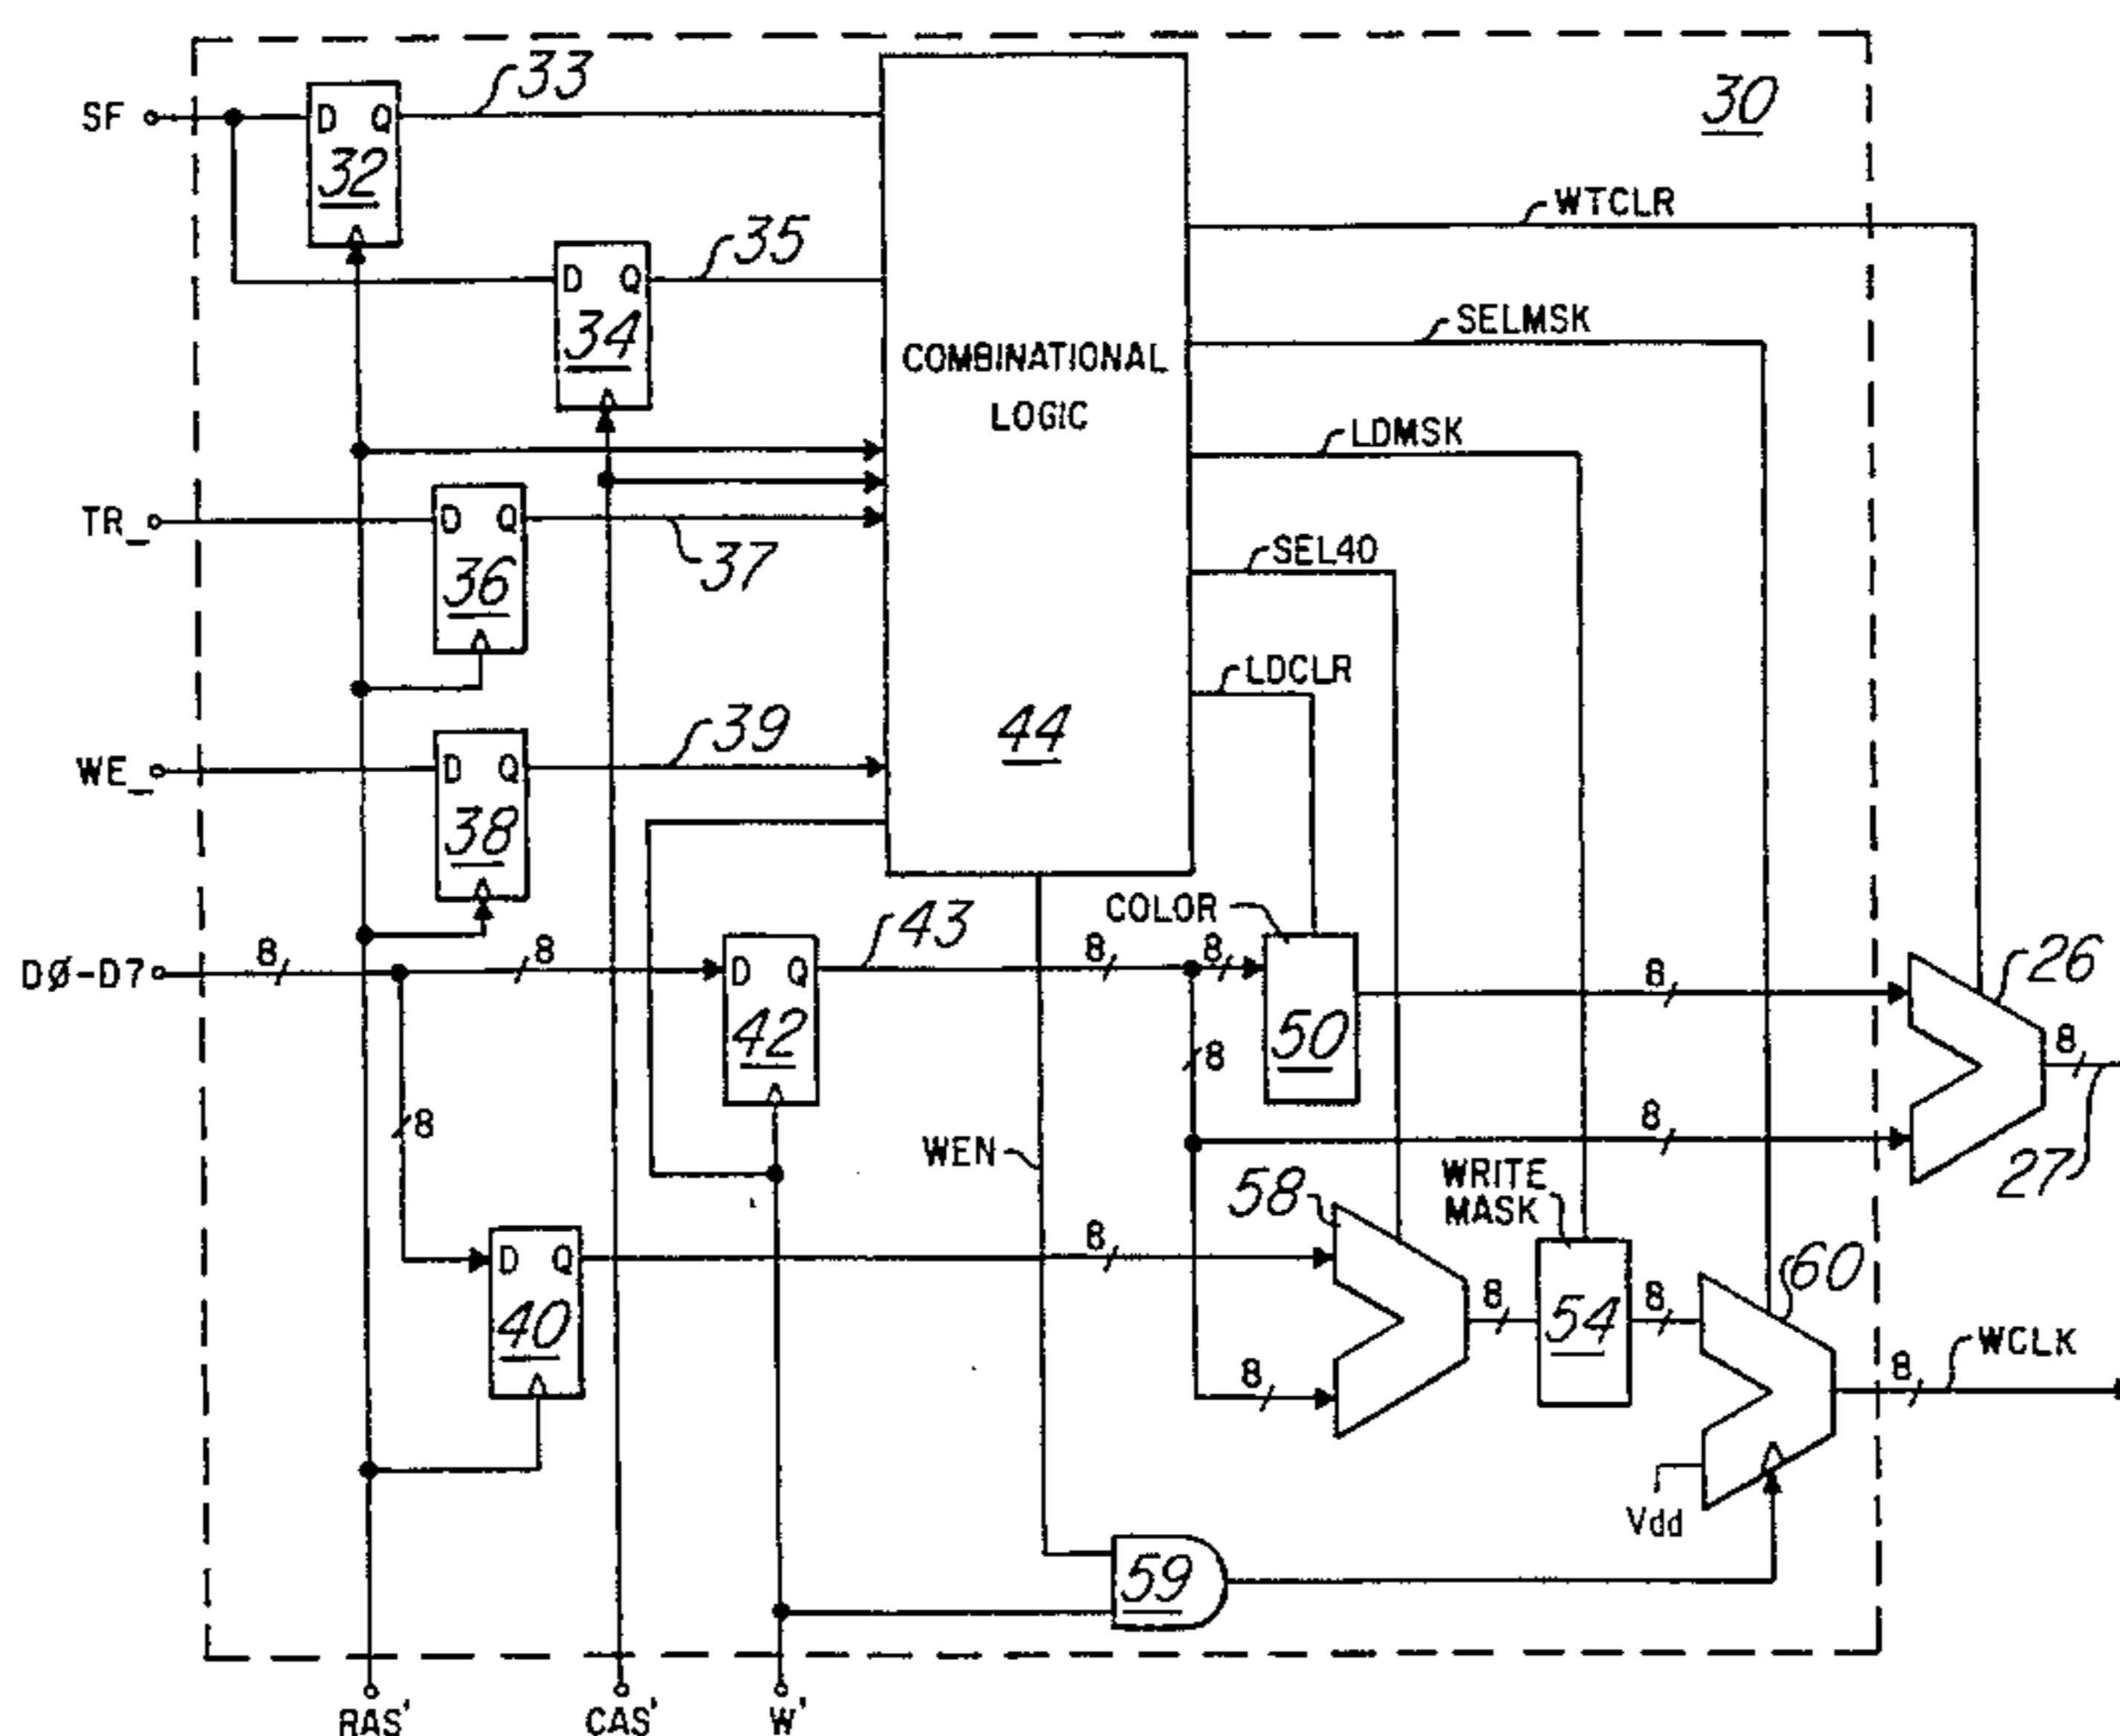 30
SF
D Q
32
33
WTCLR
D Q
34
35
SELMSK
COMBINATIONAL
LOGIC
LDMSK
TR_
D Q
36
37
SEL40
LDCLR
44
WE_
D Q
38
39
COLOR
DØ-D7
8
8
D Q
42
43
8
8
50
8
26
8
8
27
8
8
WEN
58
WRITE
MASK
D Q
40
8
8
8
54
8
60
8
WCLK
Vdd
59
RAS'
CAS'
W'